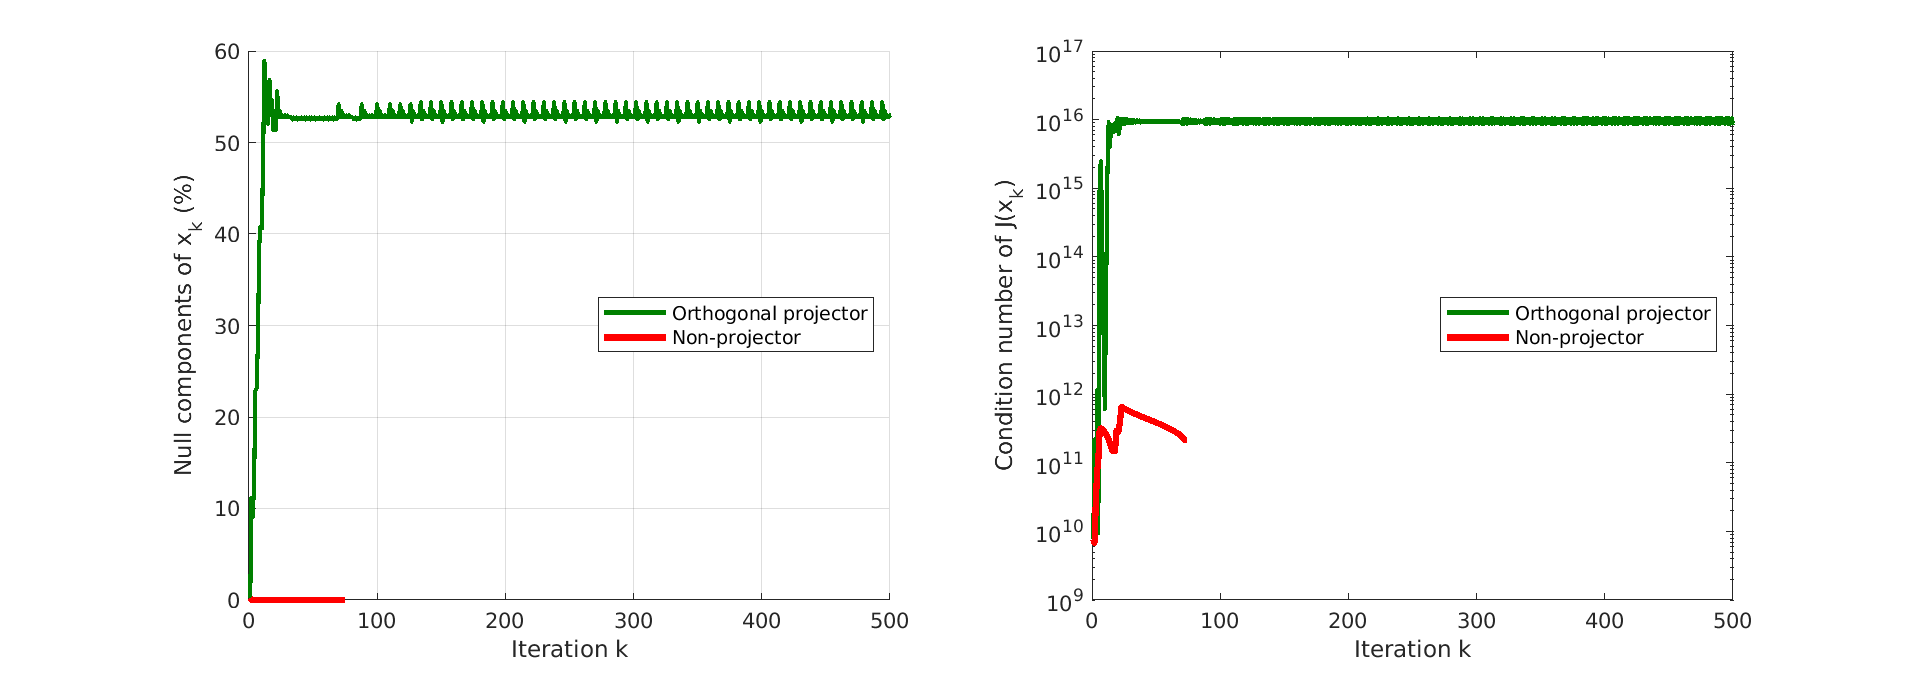 60
50
40
30
20
10
0
Null components of x_k (%)
0 100 200 300 400 500
Iteration k
Orthogonal projector
Non-projector
10^17
10^16
10^15
10^14
10^13
10^12
10^11
10^10
10^9
Condition number of J(x_k)
0 100 200 300 400 500
Iteration k
Orthogonal projector
Non-projector